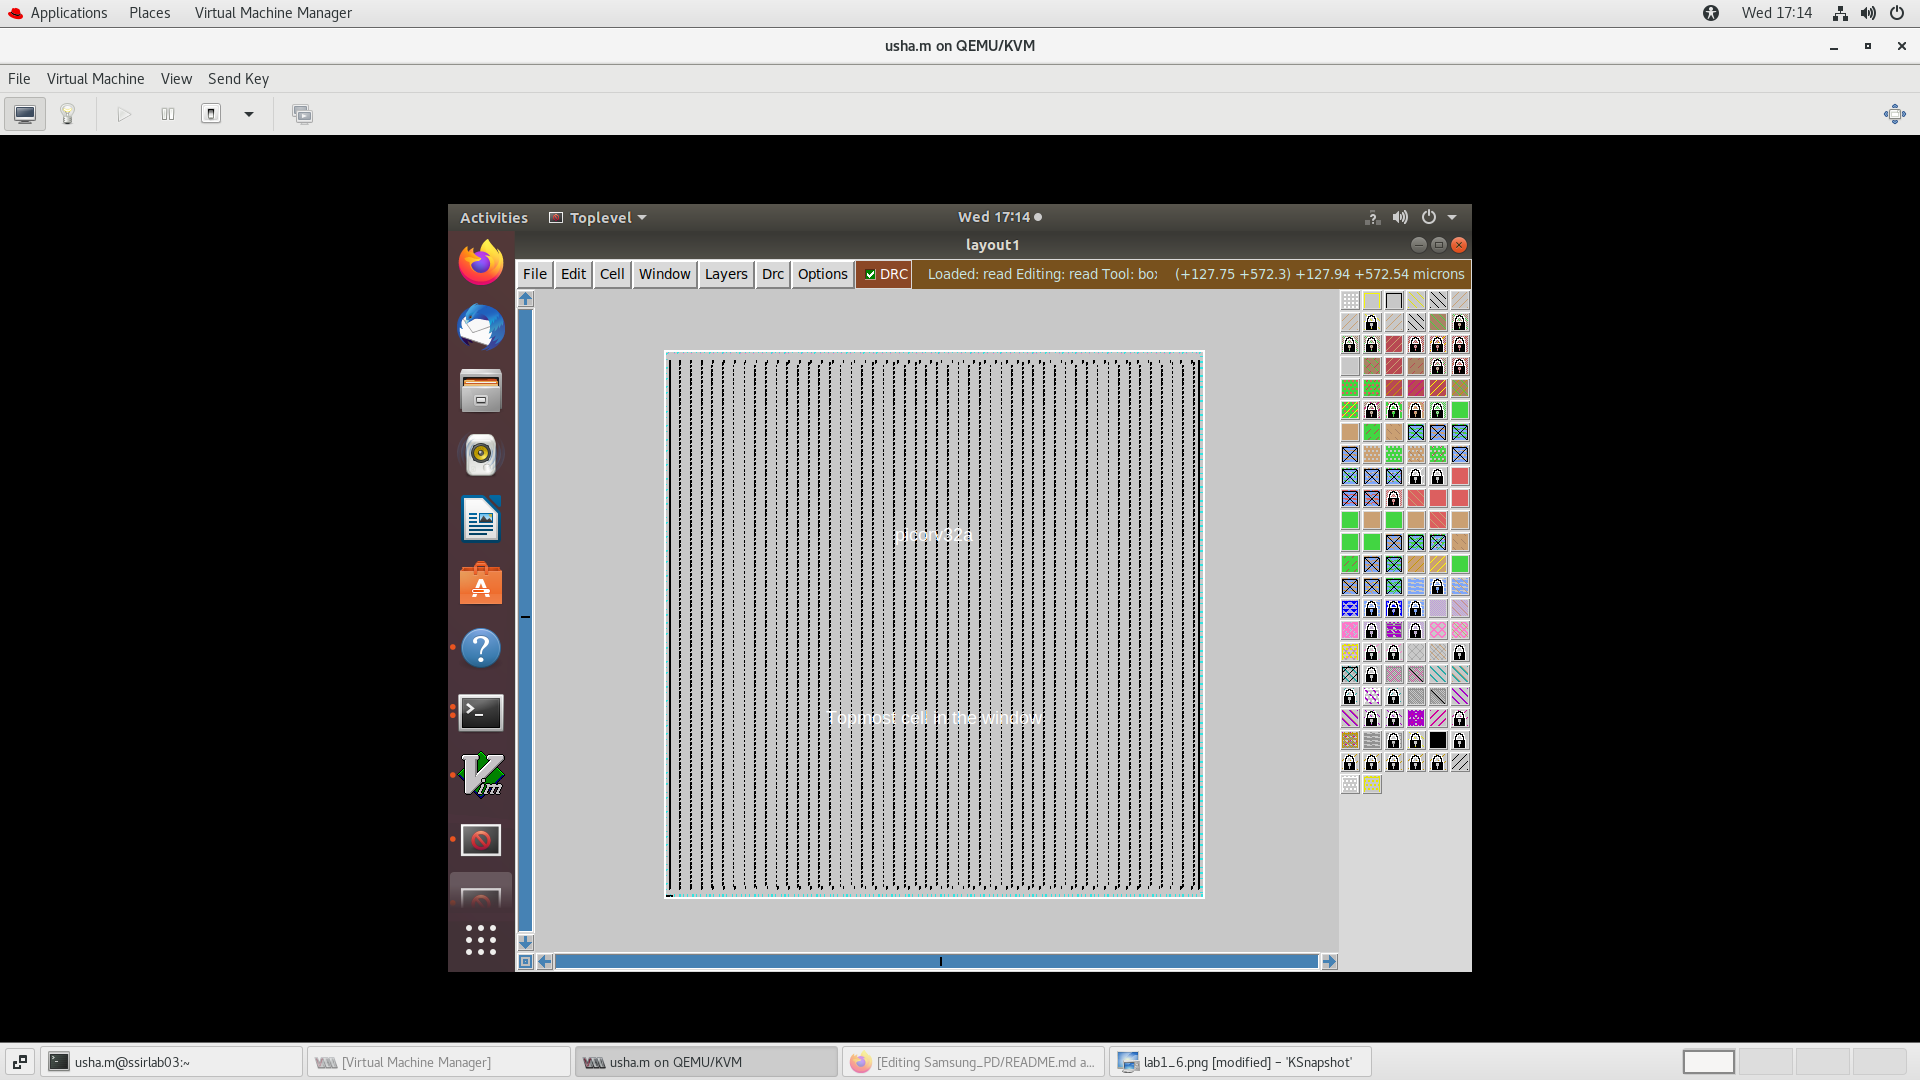 Applications Places Virtual Machine Manager Wed 17:14
usha.m on QEMU/KVM
File Virtual Machine View Send Key
Activities Toplevel Wed 17:14 ?
layout1
File Edit Cell Window Layers Drc Options DRC Loaded: read Editing: read Tool: box (+127.75 +572.3) +127.94 +572.54 microns
picorv32a
Topmost cell in the window
usha.m@ssirlab03:~ [Virtual Machine Manager] usha.m on QEMU/KVM [Editing Samsung_PD/README.md a... lab1_6.png [modified] – 'KSnapshot'